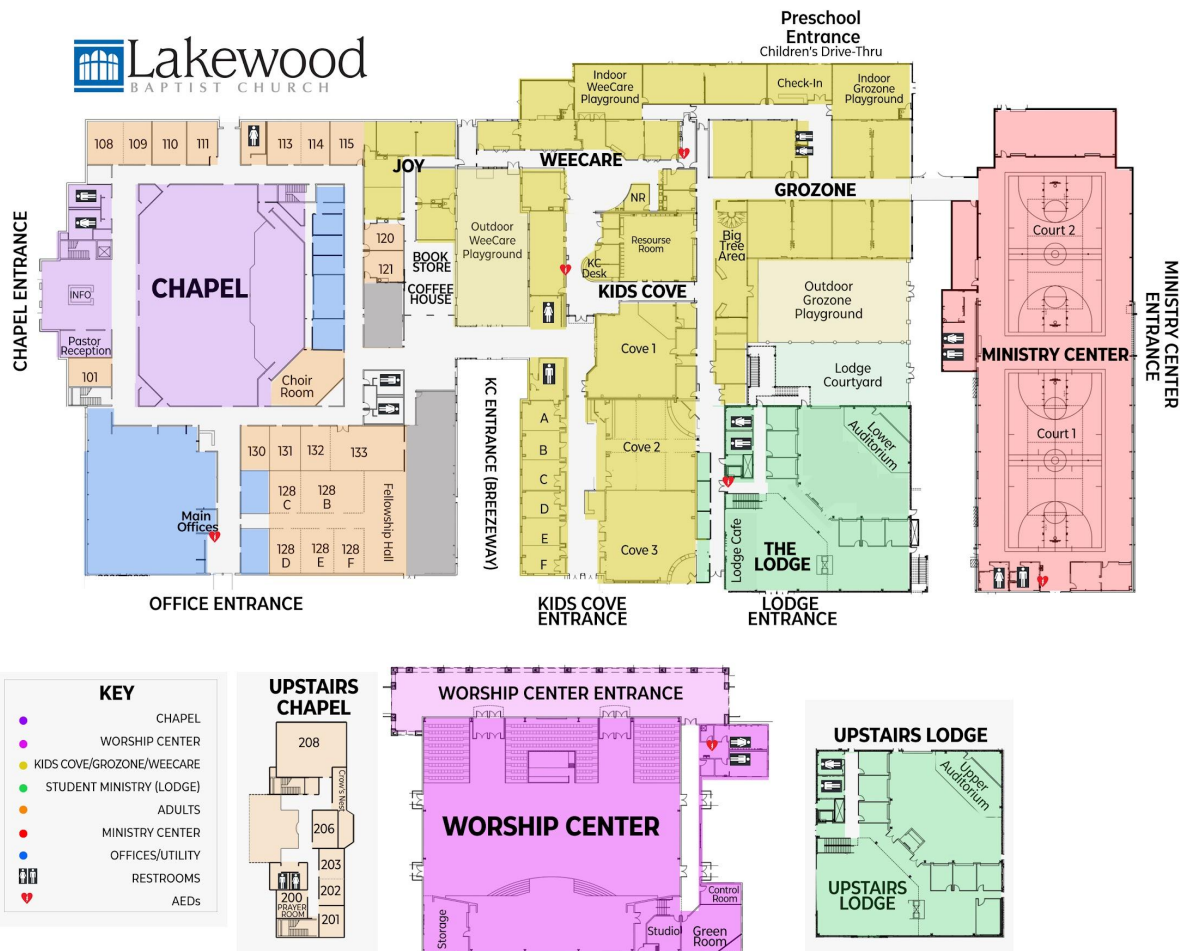 Lakewood
BAPTIST CHURCH
Preschool
Entrance
Children's Drive-Thru
Indoor
WeeCare
Playground
Check-In
Indoor
Grozone
Playground
108
109
110
111
113
114
115
JOY
WEECARE
GROZONE
NR
CHAPEL ENTRANCE
INFO
Pastor
Reception
101
CHAPEL
Choir
Room
120
121
BOOK
STORE
COFFEE
HOUSE
Outdoor
WeeCare
Playground
Resourse
Room
KC
Desk
KIDS COVE
Big
Tree
Area
Outdoor
Grozone
Playground
Lodge
Courtyard
Court 2
MINISTRY CENTER
Court 1
MINISTRY CENTER
ENTRANCE
Cove 1
Cove 2
Cove 3
A
B
C
D
E
F
KC ENTRANCE (BREEZEWAY)
Lower
Auditorium
Lodge Cafe
THE
LODGE
130
131
132
133
128
C
128
B
128
D
128
E
128
F
Fellowship Hall
Main
Offices
OFFICE ENTRANCE
KIDS COVE
ENTRANCE
LODGE
ENTRANCE
KEY
CHAPEL
WORSHIP CENTER
KIDS COVE/GROZONE/WEECARE
STUDENT MINISTRY (LODGE)
ADULTS
MINISTRY CENTER
OFFICES/UTILITY
RESTROOMS
AEDs
UPSTAIRS
CHAPEL
208
Crow's Nest
206
203
202
201
200
PRAYER
ROOM
WORSHIP CENTER ENTRANCE
WORSHIP CENTER
Storage
Studio
Control
Room
Green
Room
UPSTAIRS LODGE
Upper
Auditorium
UPSTAIRS
LODGE